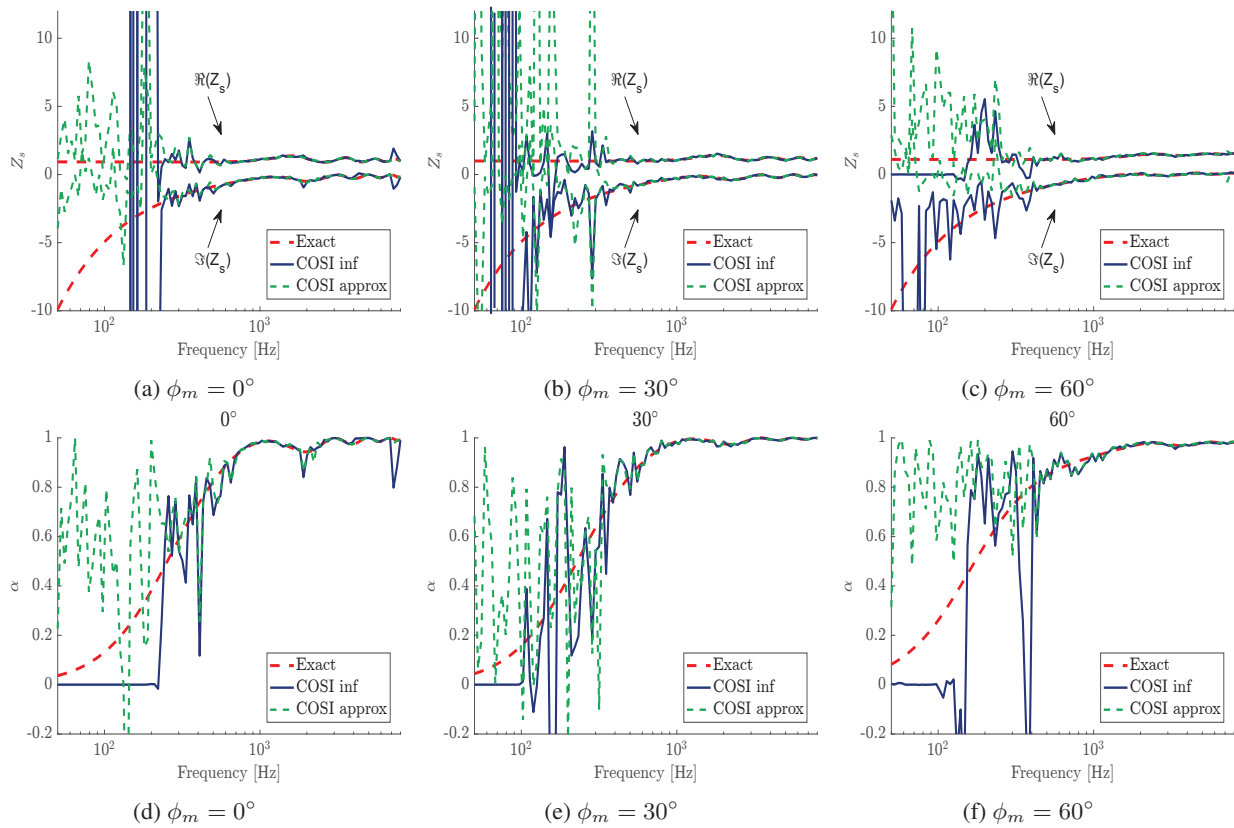 10
5
0
-5
-10
Z_s
ℜ(Z_s)
ℑ(Z_s)
Exact
COSI inf
COSI approx
10^2
10^3
Frequency [Hz]
(a) ϕ_m = 0°
10
5
0
-5
-10
Z_s
ℜ(Z_s)
ℑ(Z_s)
Exact
COSI inf
COSI approx
10^2
10^3
Frequency [Hz]
(b) ϕ_m = 30°
10
5
0
-5
-10
Z_s
ℜ(Z_s)
ℑ(Z_s)
Exact
COSI inf
COSI approx
10^2
10^3
Frequency [Hz]
(c) ϕ_m = 60°
0°
1
0.8
0.6
0.4
0.2
0
-0.2
α
Exact
COSI inf
COSI approx
10^2
10^3
Frequency [Hz]
(d) ϕ_m = 0°
30°
1
0.8
0.6
0.4
0.2
0
-0.2
α
Exact
COSI inf
COSI approx
10^2
10^3
Frequency [Hz]
(e) ϕ_m = 30°
60°
1
0.8
0.6
0.4
0.2
0
-0.2
α
Exact
COSI inf
COSI approx
10^2
10^3
Frequency [Hz]
(f) ϕ_m = 60°